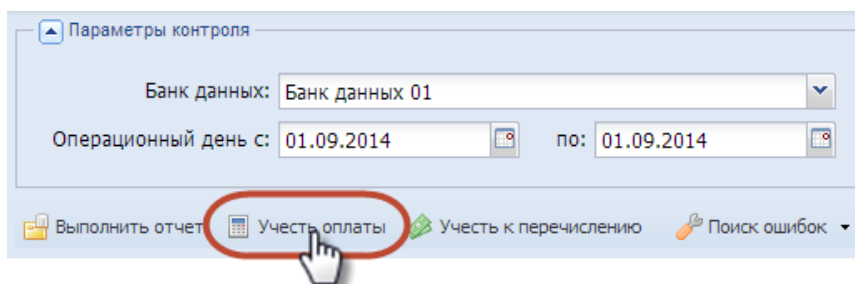 Параметры контроля
Банк данных: Банк данных 01
Операционный день с: 01.09.2014 по: 01.09.2014
Выполнить отчет Учесть оплаты Учесть к перечислению Поиск ошибок